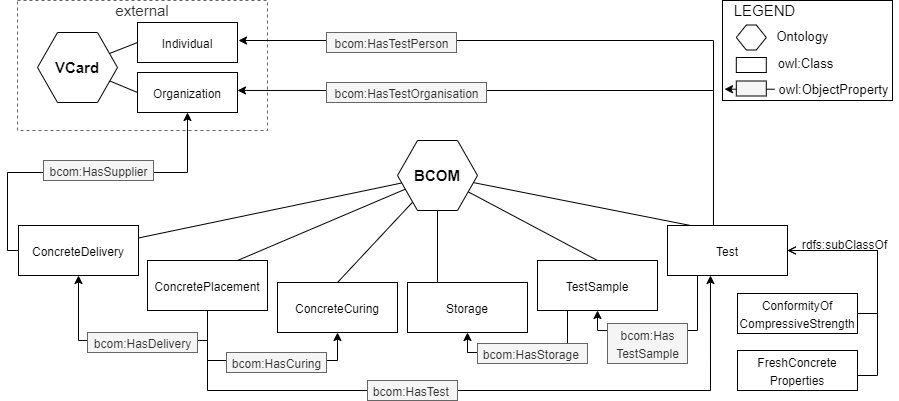 external
LEGEND
Individual
bcom:HasTestPerson
Ontology
VCard
owl:Class
Organization
bcom:HasTestOrganisation
owl:ObjectProperty
bcom:HasSupplier
BCOM
ConcreteDelivery
Test
rdfs:subClassOf
ConcretePlacement
TestSample
ConcreteCuring
Storage
ConformityOf
CompressiveStrength
bcom:HasDelivery
bcom:Has
TestSample
bcom:HasCuring
bcom:HasStorage
FreshConcrete
Properties
bcom:HasTest